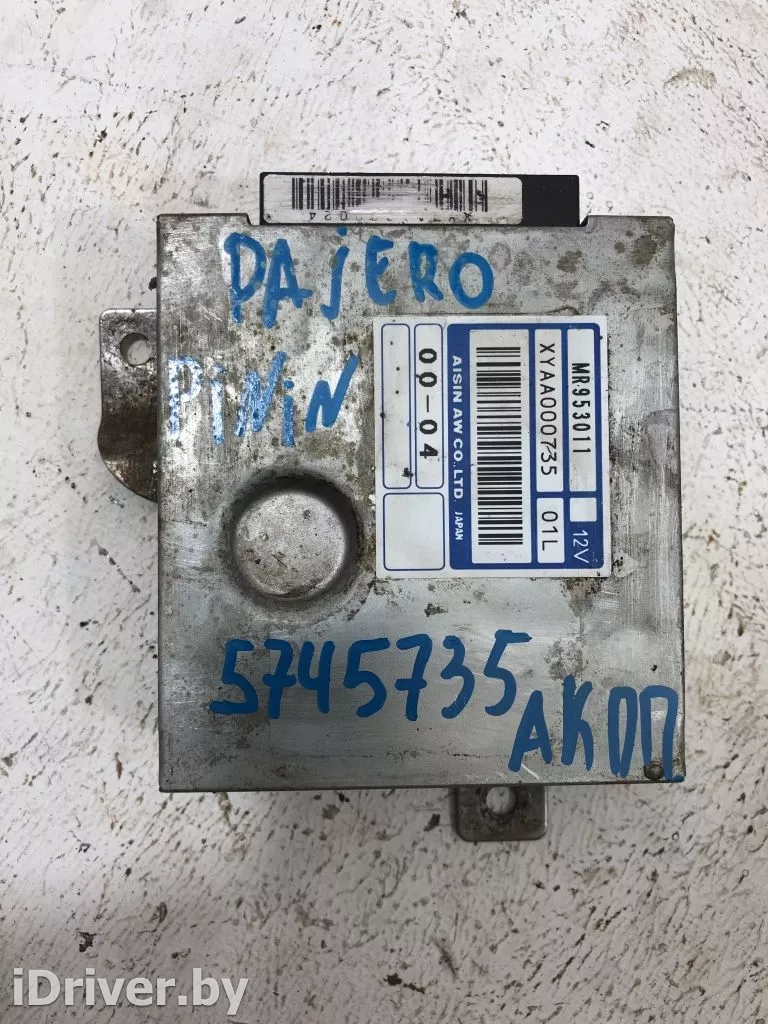 PAJERO
PININ
MR953011
12V
XYAA000735
01L
AISIN AW CO.,LTD JAPAN
00-04
5745735
АКПП
iDriver.by